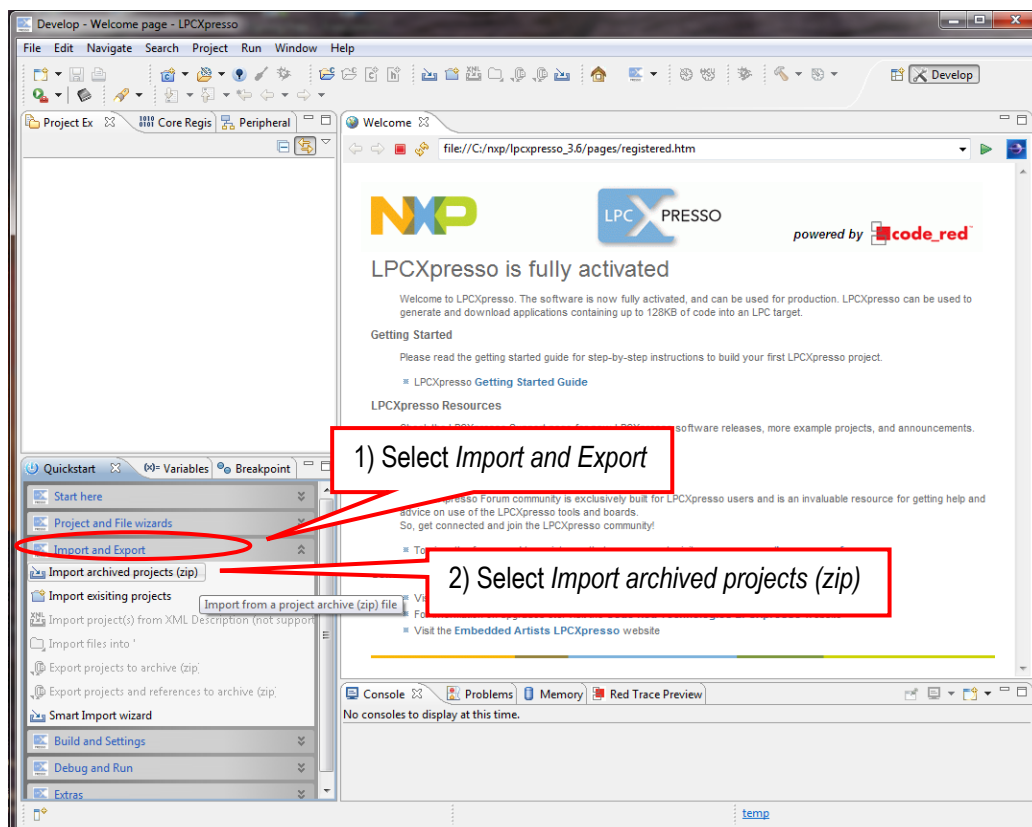 Develop - Welcome page - LPCXpresso
File Edit Navigate Search Project Run Window Help
Develop
Project Ex
Core Regis
Peripheral
Welcome
file://C:/nxp/lpcxpresso_3.6/pages/registered.htm
NXP
LPC XPRESSO
powered by code_red
LPCXpresso is fully activated
Welcome to LPCXpresso. The software is now fully activated, and can be used for production. LPCXpresso can be used to
generate and download applications containing up to 128KB of code into an LPC target.
Getting Started
Please read the getting started guide for step-by-step instructions to build your first LPCXpresso project.
LPCXpresso Getting Started Guide
LPCXpresso Resources
software releases, more example projects, and announcements.
1) Select Import and Export
Quickstart
(x)= Variables
Breakpoint
Start here
Project and File wizards
Import and Export
Import archived projects (zip)
Import exisiting projects
Import from a project archive (zip) file
Import project(s) from XML Description (not support
Import files into '
Export projects to archive (zip)
Export projects and references to archive (zip)
Smart Import wizard
Build and Settings
Debug and Run
Extras
Forum community is exclusively built for LPCXpresso users and is an invaluable resource for getting help and
advice on use of the LPCXpresso tools and boards.
So, get connected and join the LPCXpresso community!
2) Select Import archived projects (zip)
Visit the Embedded Artists LPCXpresso website
Console
Problems
Memory
Red Trace Preview
No consoles to display at this time.
temp